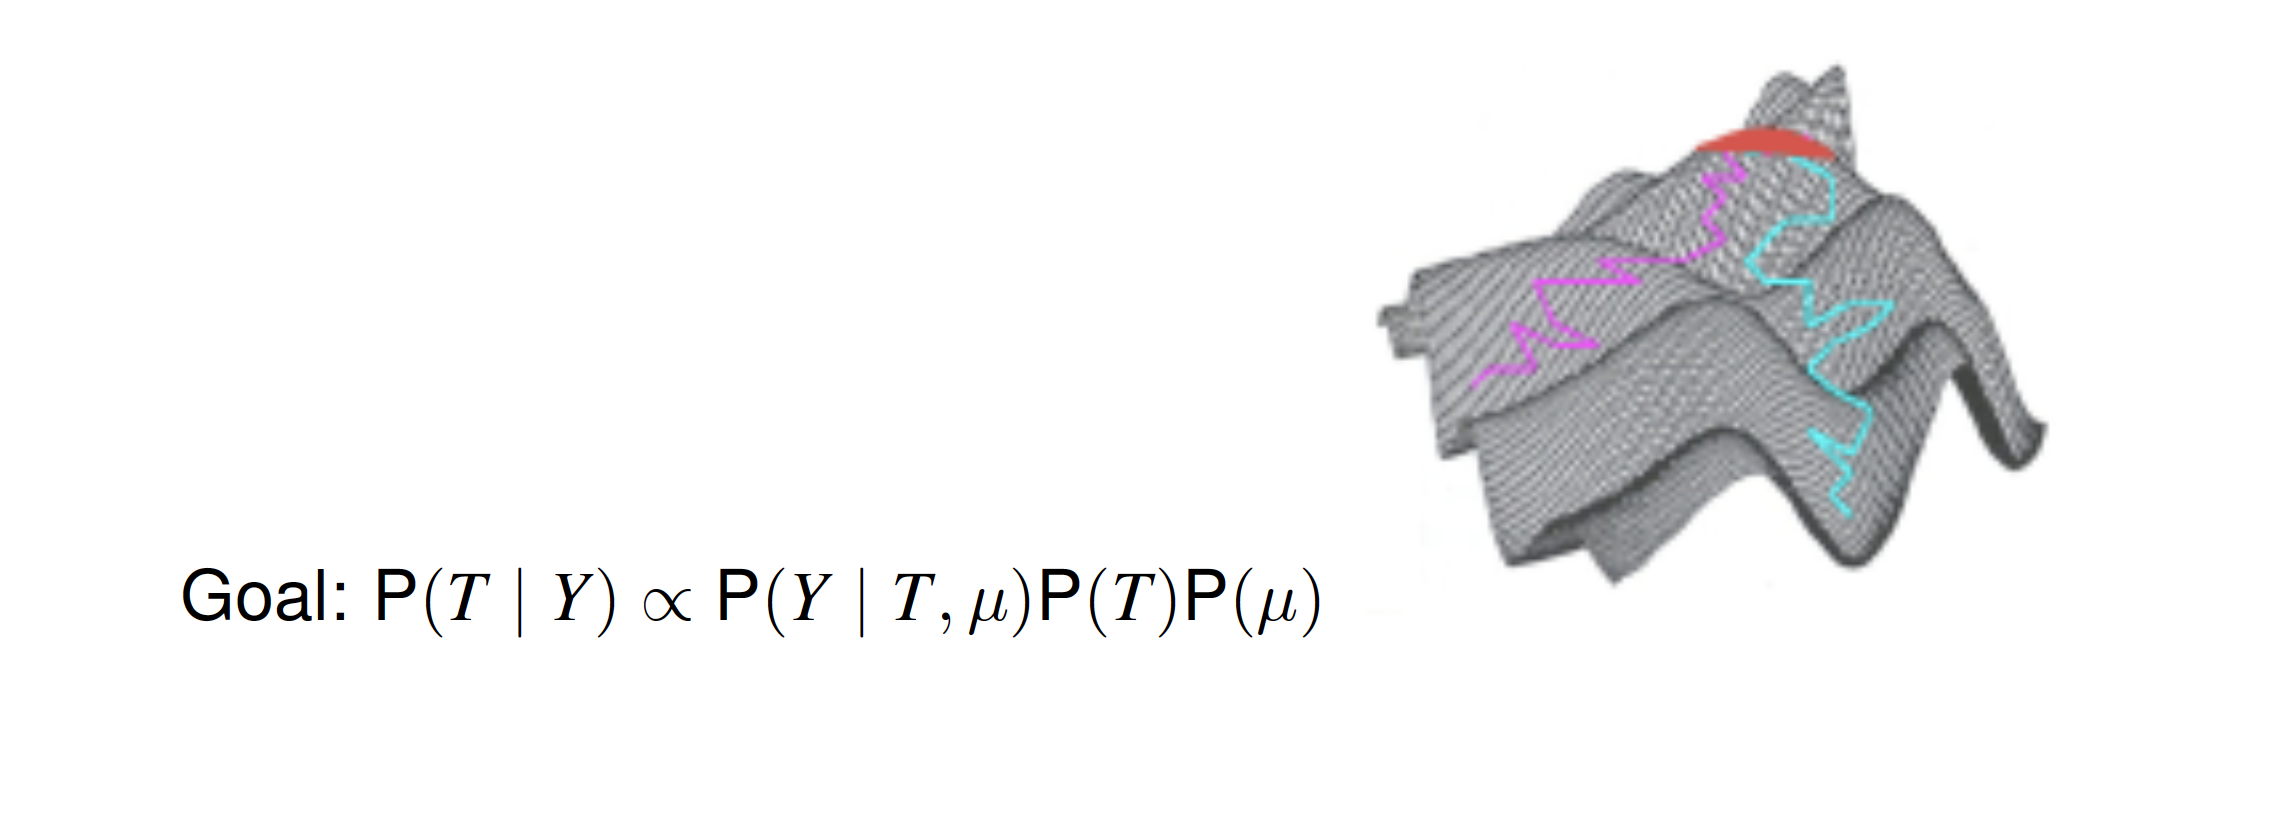 Goal: P(T | Y) ∝ P(Y | T, μ)P(T)P(μ)